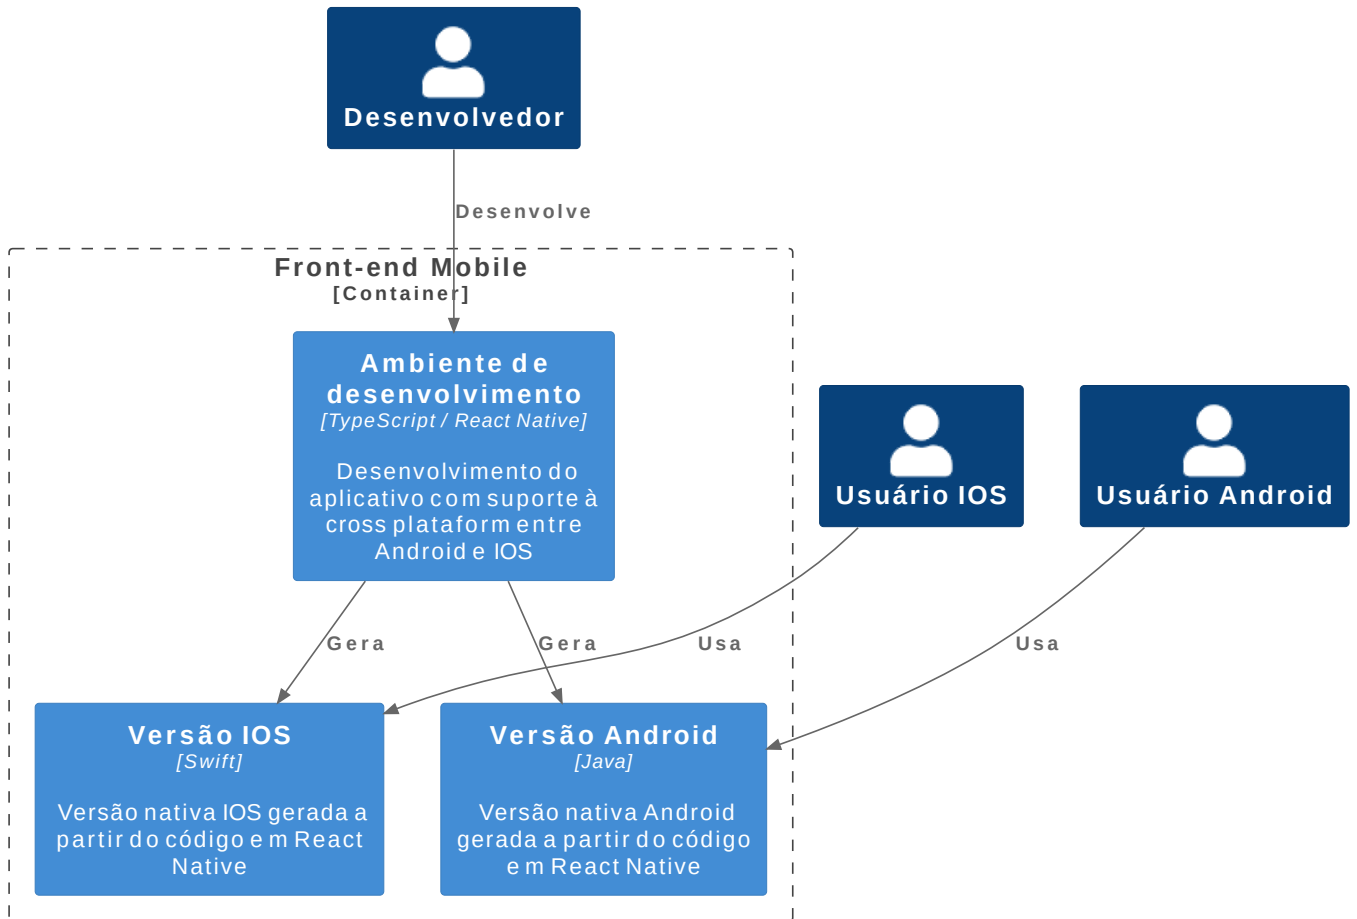 Desenvolvedor
Desenvolve
Front-end Mobile
[Container]
Ambiente de
desenvolvimento
[TypeScript / React Native]
Desenvolvimento do
aplicativo com suporte à
cross plataform entre
Android e IOS
Usuário IOS
Usuário Android
Gera
Gera
Usa
Usa
Versão IOS
[Swift]
Versão nativa IOS gerada a
partir do código em React
Native
Versão Android
[Java]
Versão nativa Android
gerada a partir do código
em React Native